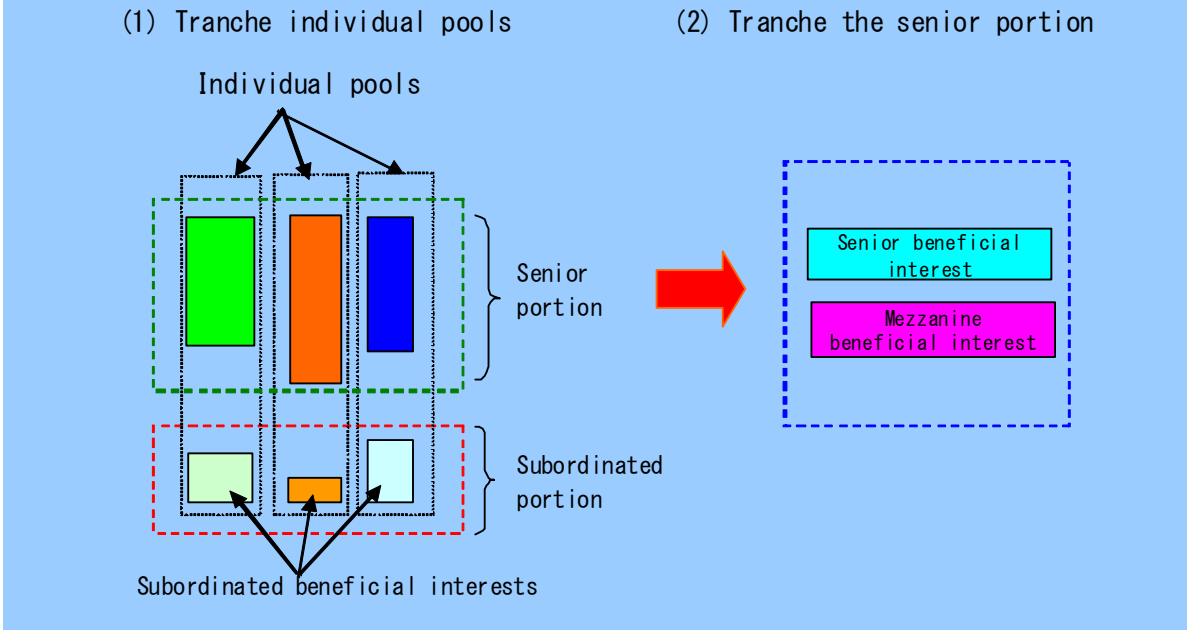 (1) Tranche individual pools
(2) Tranche the senior portion
Individual pools
Senior
portion
Senior beneficial
interest
Mezzanine
beneficial interest
Subordinated
portion
Subordinated beneficial interests